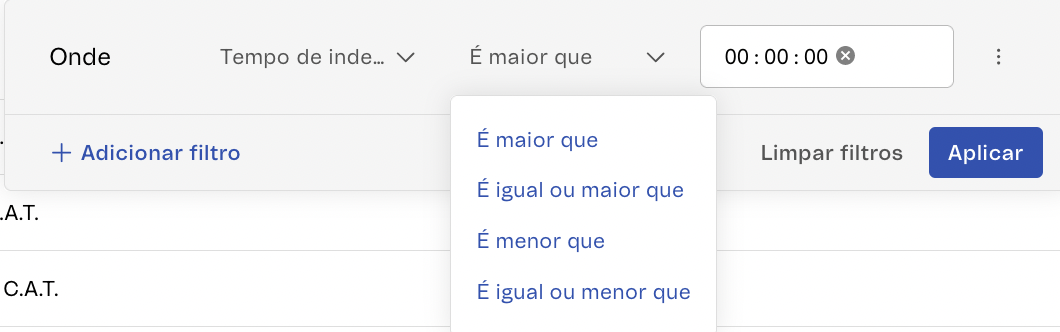 Onde
Tempo de inde...
É maior que
00 : 00 : 00
É maior que
É igual ou maior que
É menor que
É igual ou menor que
+ Adicionar filtro
Limpar filtros
Aplicar
.A.T.
C.A.T.